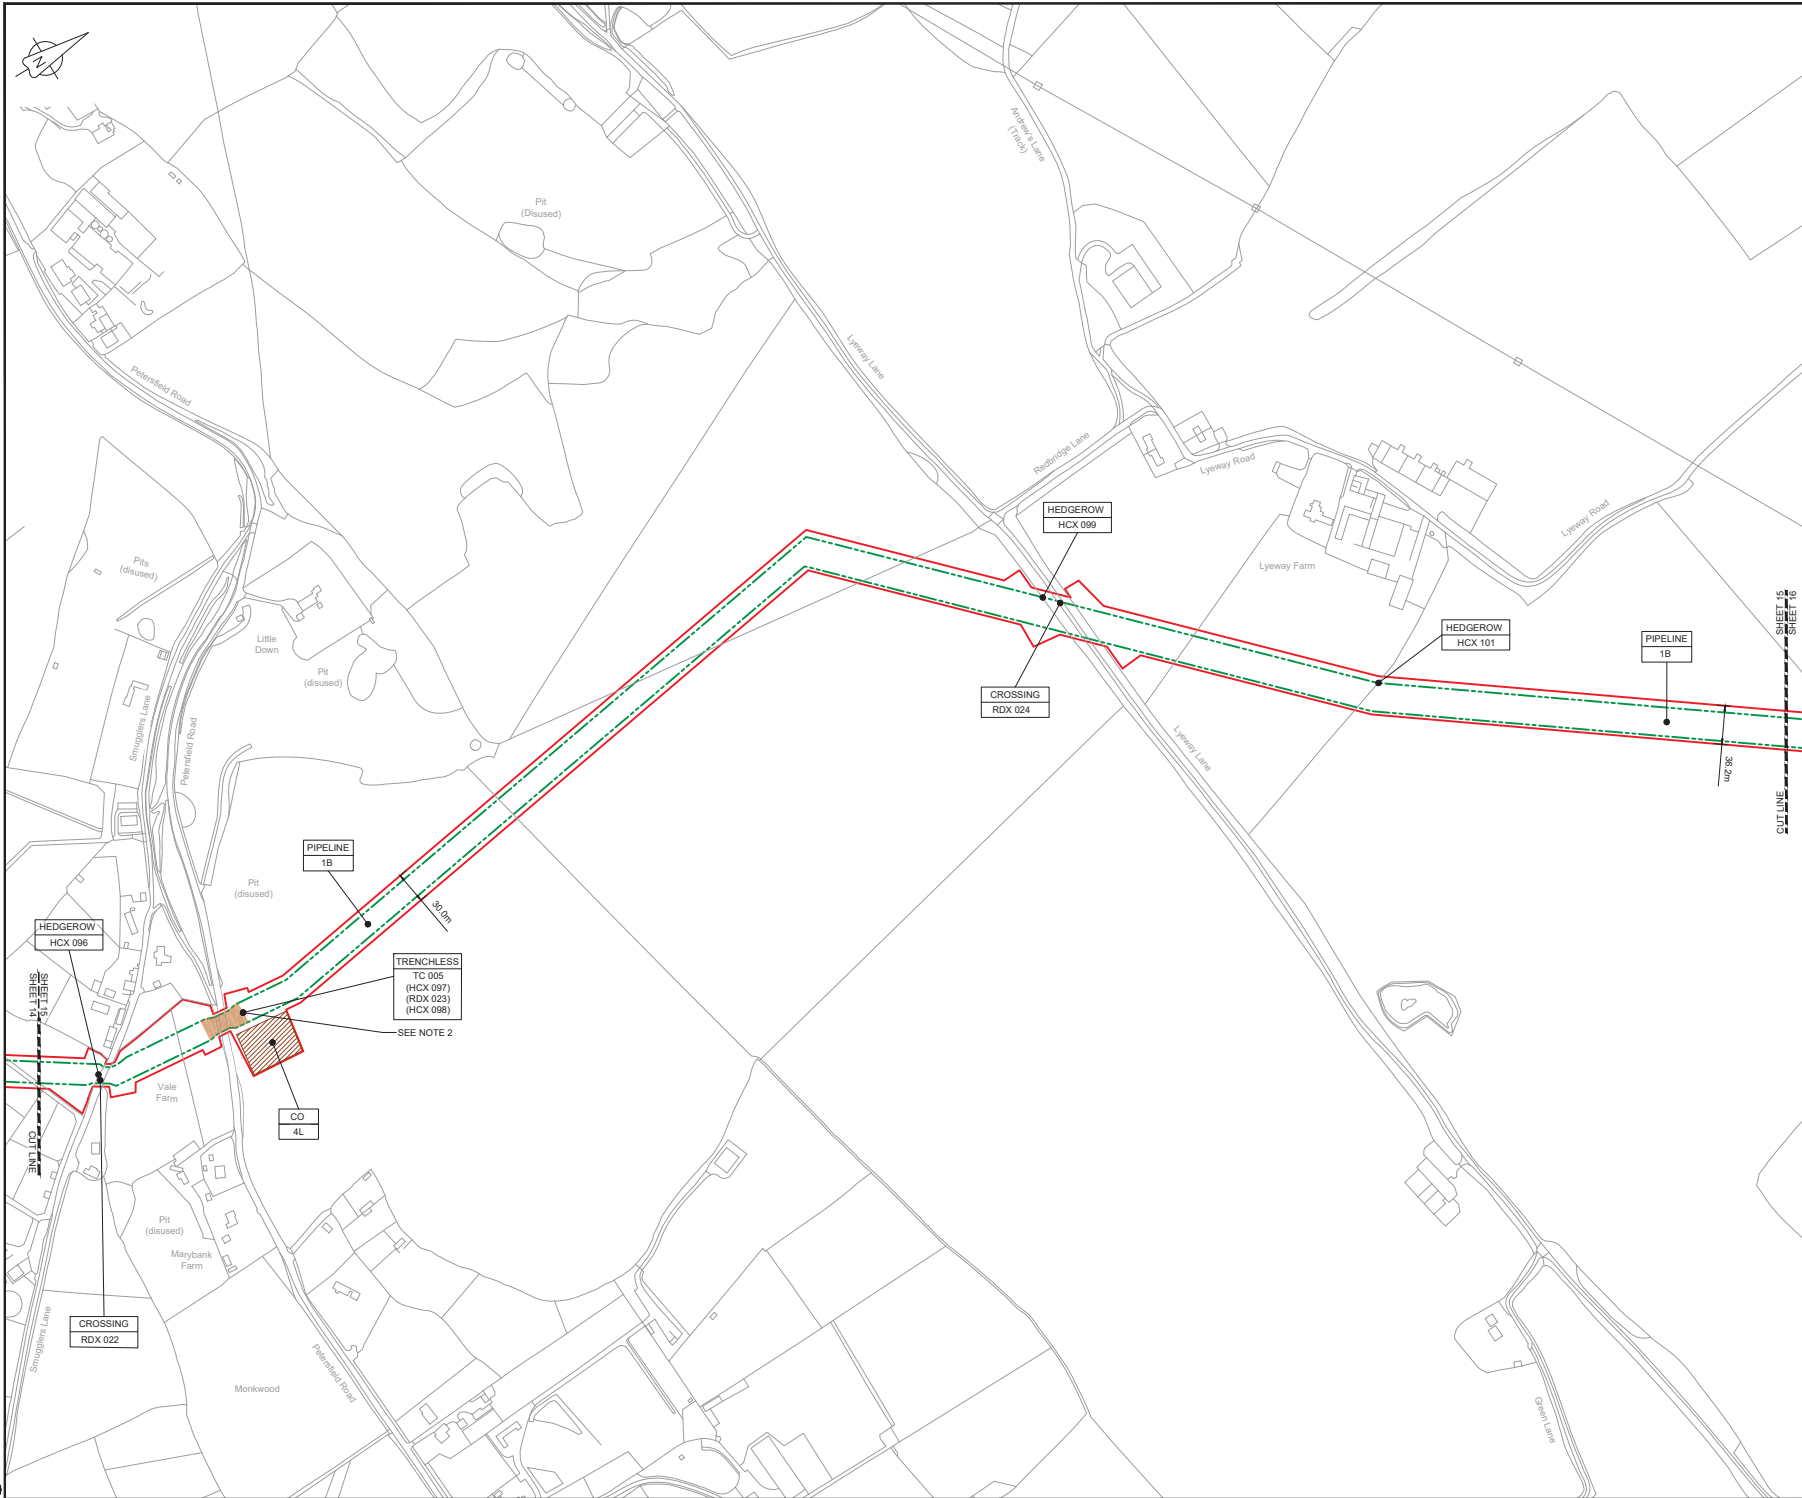 N
Andrew's Lane
(Track)
Pit
(Disused)
Petersfield Road
Lyeway Lane
Redbridge Lane
Lyeway Road
Lyeway Road
HEDGEROW
HCX 099
Lyeway Farm
Pits
(disused)
Little
Down
Pit
(disused)
Smugglers Lane
Petersfield Road
HEDGEROW
HCX 101
PIPELINE
1B
SHEET 15
SHEET 16
CUT LINE
36.2m
CROSSING
RDX 024
Lyeway Lane
PIPELINE
1B
Pit
(disused)
30.0m
HEDGEROW
HCX 096
TRENCHLESS
TC 005
(HCX 097)
(RDX 023)
(HCX 098)
SEE NOTE 2
SHEET 15
SHEET 14
CUT LINE
Vale
Farm
CO
4L
Pit
(disused)
Marybank
Farm
CROSSING
RDX 022
Smugglers Lane
Monkwood
Petersfield Road
Green Lane